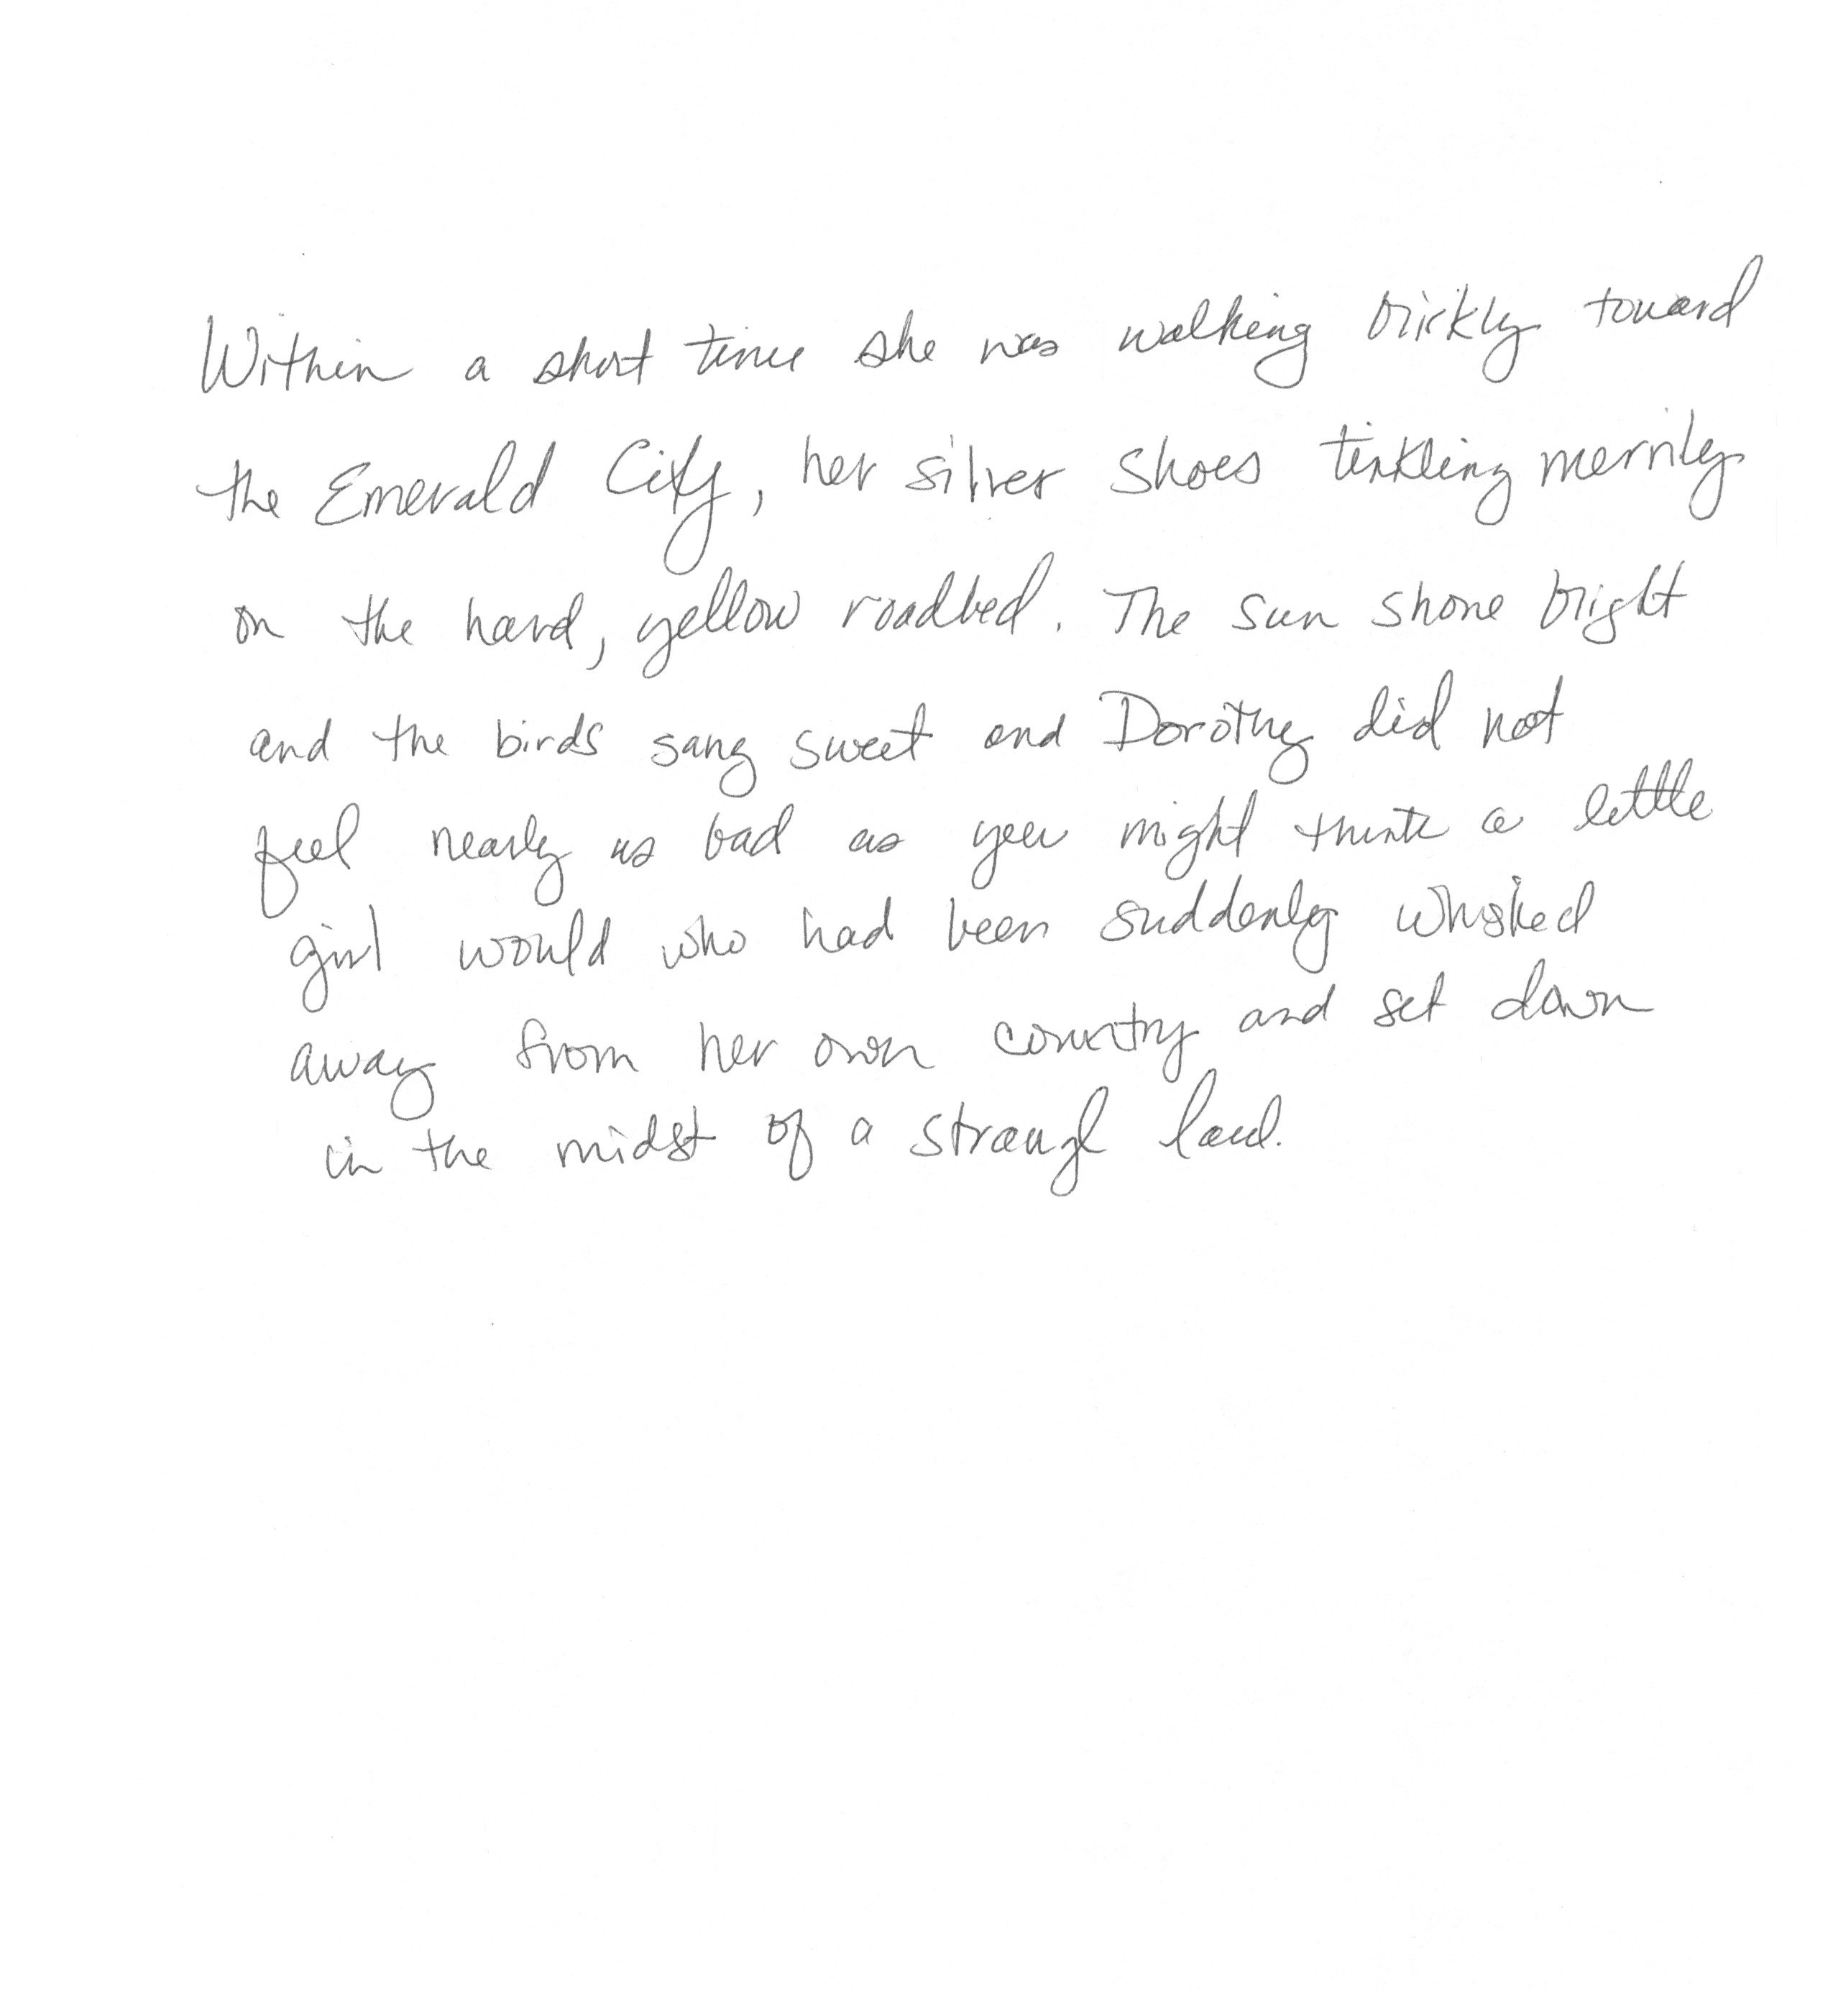 Within a short time she was walking briskly toward
the Emerald City, her silver shoes tinkling merrily
on the hard, yellow roadbed. The sun shone bright
and the birds sang sweet and Dorothy did not
feel nearly as bad as you might think a little
girl would who had been suddenly whisked
away from her own country and set down
in the midst of a strange land.